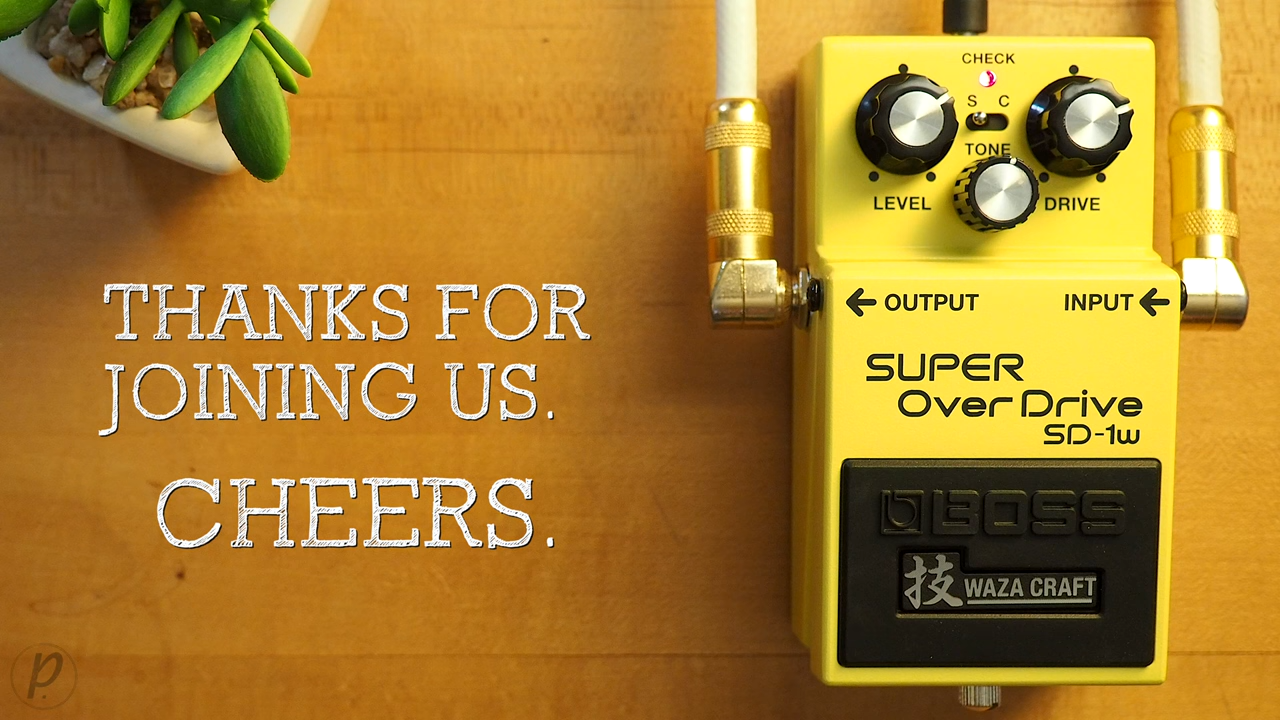 THANKS FOR
JOINING US.
CHEERS.
CHECK
S C
TONE
LEVEL
DRIVE
← OUTPUT
INPUT ←
SUPER
OverDrive
SD-1w
BOSS
技 WAZA CRAFT
p.